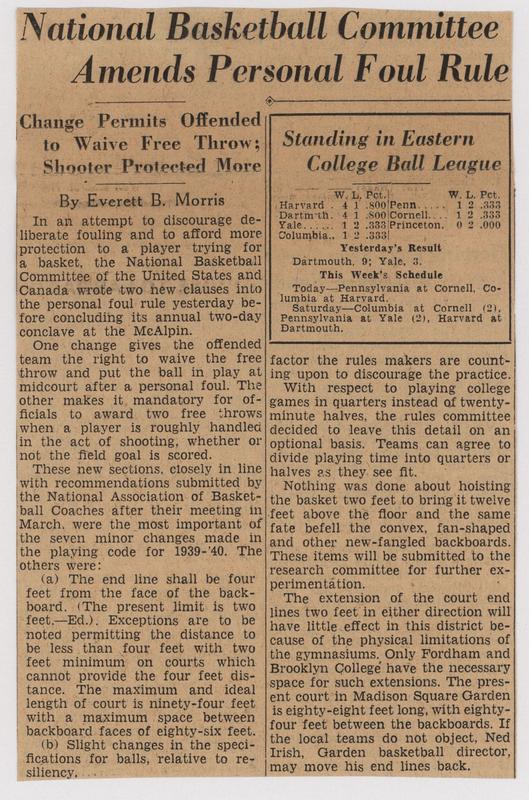 National Basketball Committee
Amends Personal Foul Rule
Change Permits Offended
to Waive Free Throw;
Shooter Protected More
By Everett B. Morris
In an attempt to discourage de-
liberate fouling and to afford more
protection to a player trying for
a basket, the National Basketball
Committee of the United States and
Canada wrote two new clauses into
the personal foul rule yesterday be-
fore concluding its annual two-day
conclave at the McAlpin.
One change gives the offended
team the right to waive the free
throw and put the ball in play at
midcourt after a personal foul. The
other makes it mandatory for of-
ficials to award two free throws
when a player is roughly handled
in the act of shooting, whether or
not the field goal is scored.
These new sections, closely in line
with recommendations submitted by
the National Association of Basket-
ball Coaches after their meeting in
March, were the most important of
the seven minor changes made in
the playing code for 1939-'40. The
others were:
(a) The end line shall be four
feet from the face of the back-
board. (The present limit is two
feet.—Ed.). Exceptions are to be
noted permitting the distance to
be less than four feet with two
feet minimum on courts which
cannot provide the four feet dis-
tance. The maximum and ideal
length of court is ninety-four feet
with a maximum space between
backboard faces of eighty-six feet.
(b) Slight changes in the speci-
fications for balls, relative to re-
siliency.
Standing in Eastern
College Ball League
W. L. Pct. W. L. Pct.
Harvard . 4 1 .800 Penn..... 1 2 .333
Dartm'th. 4 1 .800 Cornell.... 1 2 .333
Yale...... 1 2 .333 Princeton. 0 2 .000
Columbia.. 1 2 .333
Yesterday's Result
Dartmouth, 9; Yale, 3.
This Week's Schedule
Today—Pennsylvania at Cornell, Co-
lumbia at Harvard.
Saturday—Columbia at Cornell (2),
Pennsylvania at Yale (2), Harvard at
Dartmouth.
factor the rules makers are count-
ing upon to discourage the practice.
With respect to playing college
games in quarters instead of twenty-
minute halves, the rules committee
decided to leave this detail on an
optional basis. Teams can agree to
divide playing time into quarters or
halves as they see fit.
Nothing was done about hoisting
the basket two feet to bring it twelve
feet above the floor and the same
fate befell the convex, fan-shaped
and other new-fangled backboards.
These items will be submitted to the
research committee for further ex-
perimentation.
The extension of the court end
lines two feet in either direction will
have little effect in this district be-
cause of the physical limitations of
the gymnasiums. Only Fordham and
Brooklyn College have the necessary
space for such extensions. The pres-
ent court in Madison Square Garden
is eighty-eight feet long, with eighty-
four feet between the backboards. If
the local teams do not object, Ned
Irish, Garden basketball director,
may move his end lines back.